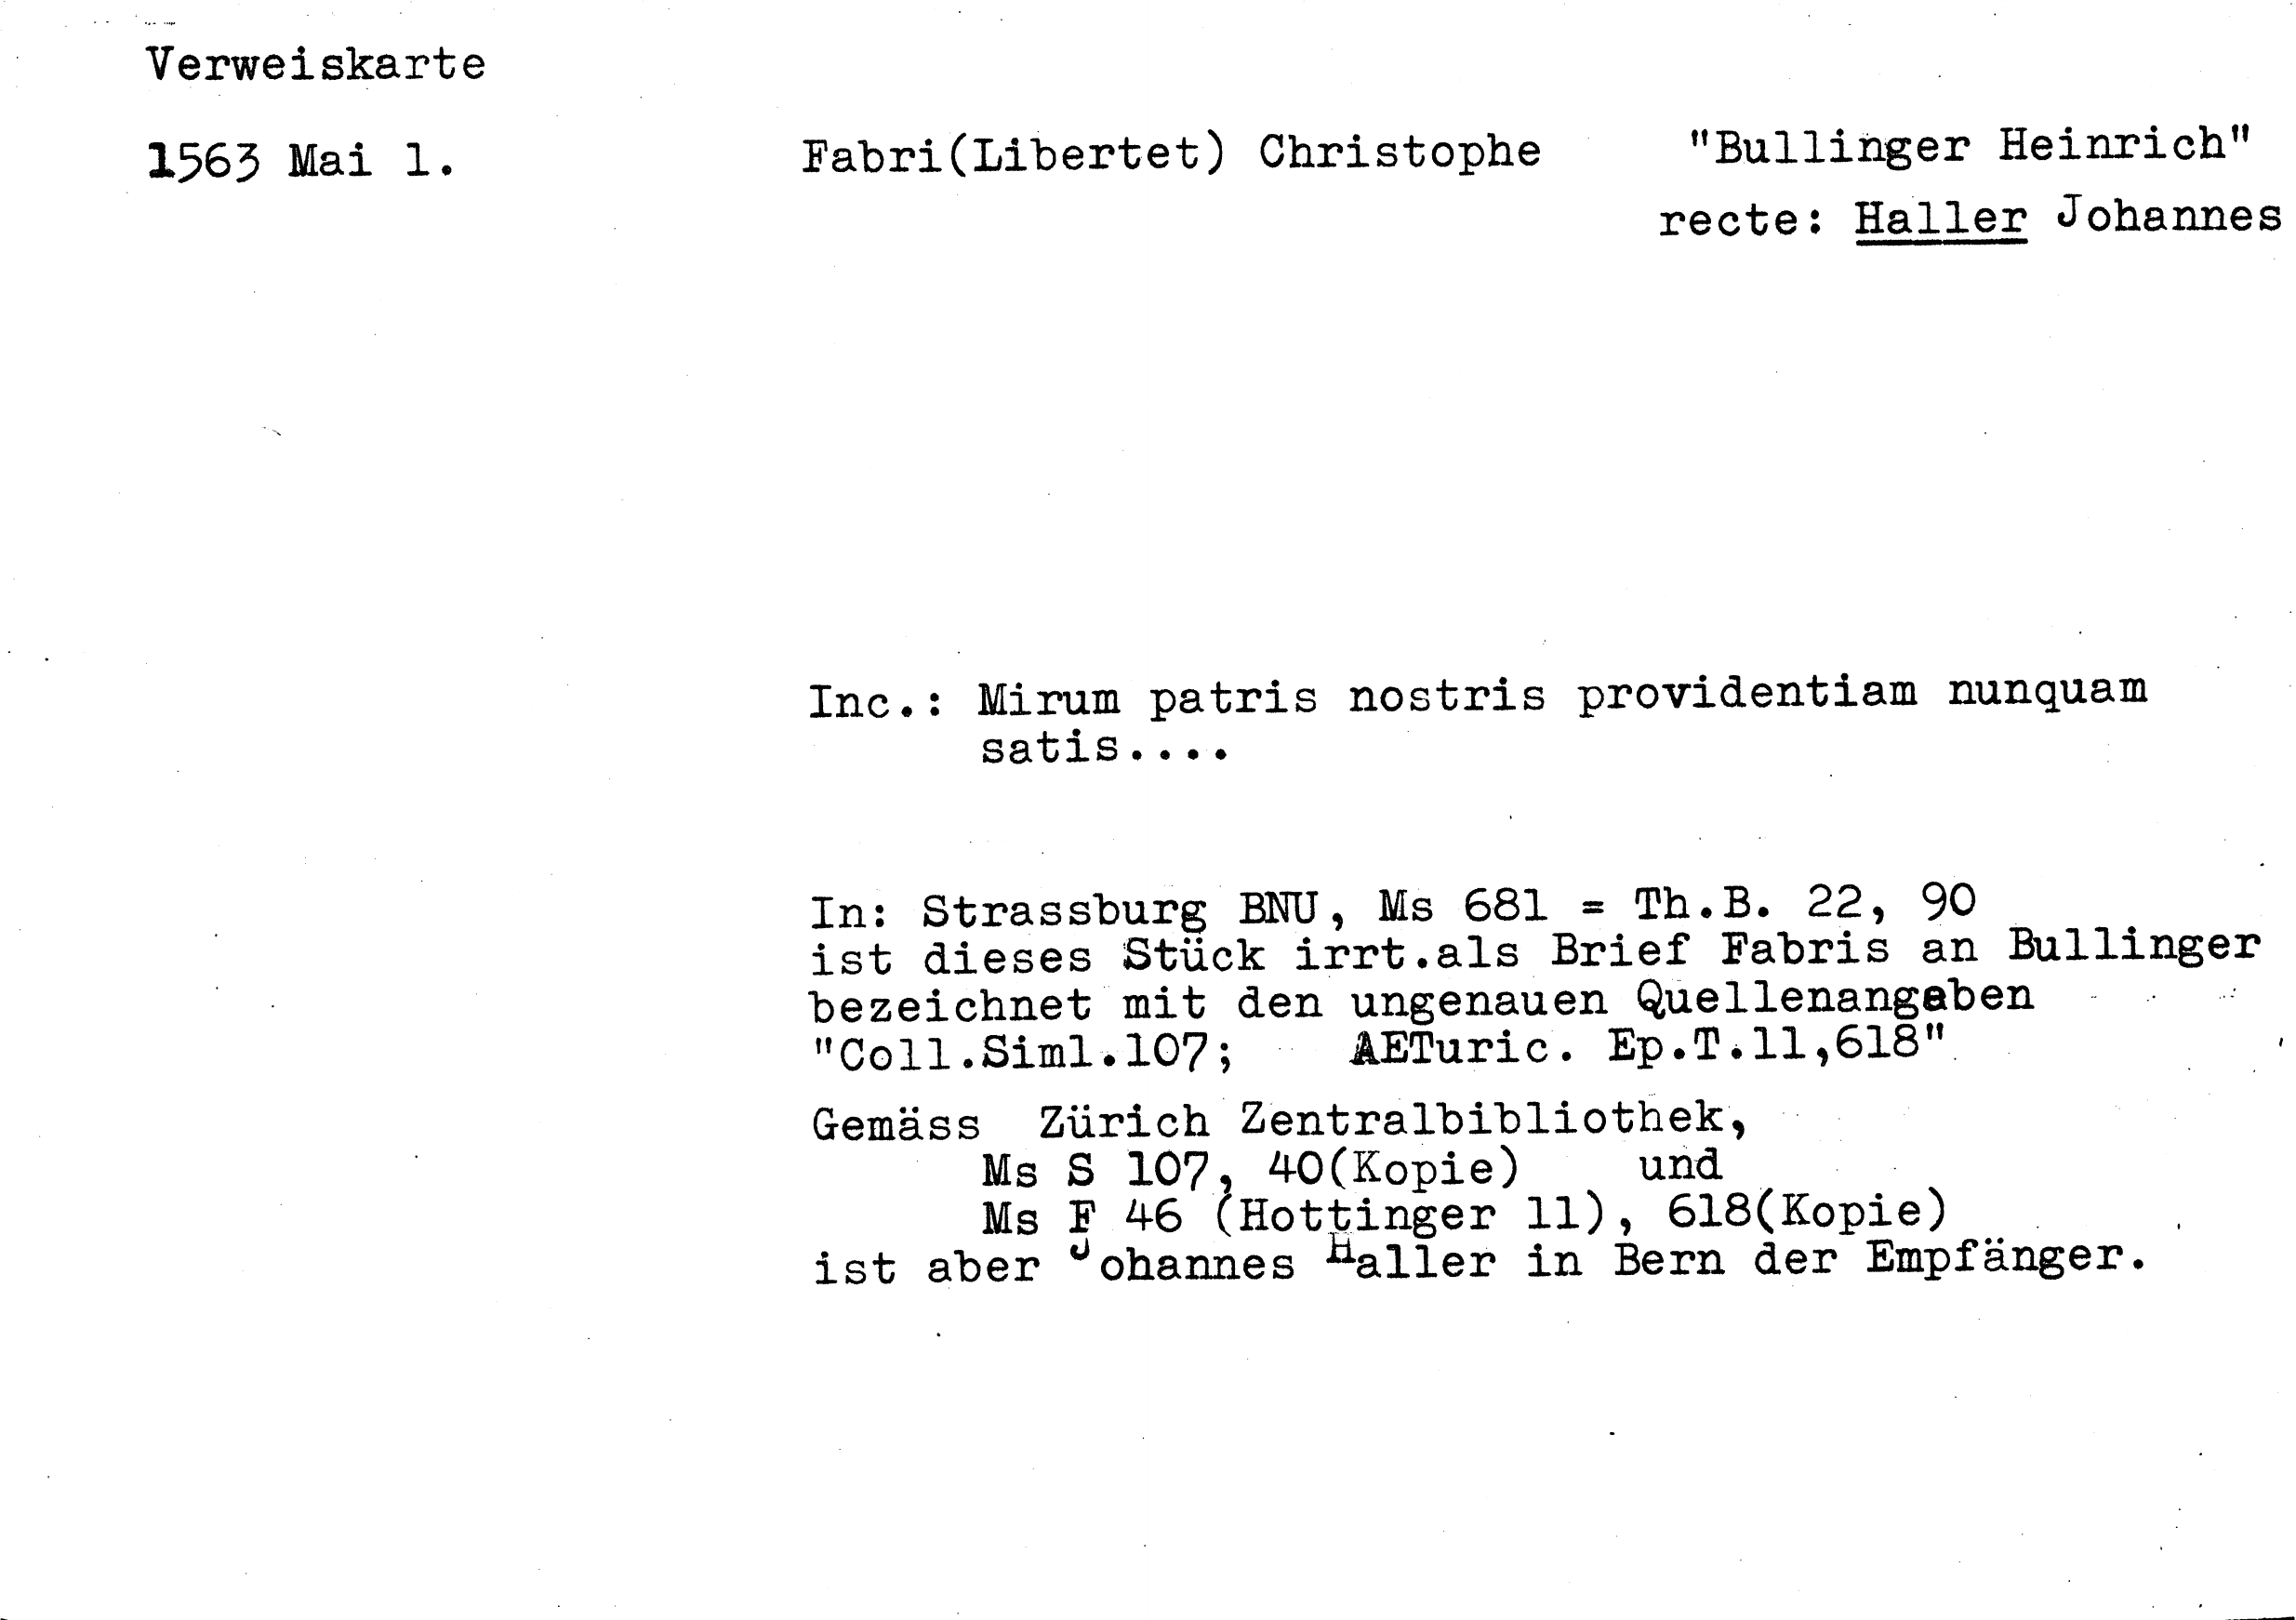 Verweiskarte
1563 Mai 1. Fabri(Libertet) Christophe "Bullinger Heinrich"
recte: Haller Johannes
Inc.: Mirum patris nostris providentiam nunquam
satis....
In: Strassburg BNU, Ms 681 = Th.B. 22, 90
ist dieses Stück irrt.als Brief Fabris an Bullinger
bezeichnet mit den ungenauen Quellenangaben
"Coll.Siml.107; AETuric. Ep.T.11,618"
Gemäss Zürich Zentralbibliothek,
Ms S 107, 40(Kopie) und
Ms F 46 (Hottinger 11), 618(Kopie)
ist aber Johannes Haller in Bern der Empfänger.